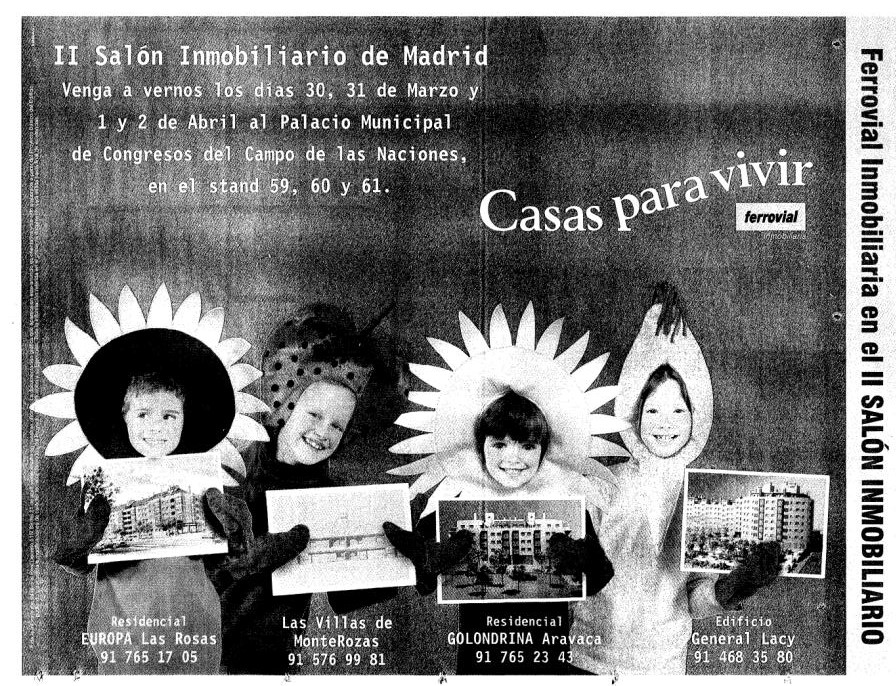 II Salón Inmobiliario de Madrid
Venga a vernos los días 30, 31 de Marzo y
1 y 2 de Abril al Palacio Municipal
de Congresos del Campo de las Naciones,
en el stand 59, 60 y 61.
Casas para vivir
ferrovial
inmobiliaria
Residencial
EUROPA Las Rosas
91 765 17 05
Las Villas de
MonteRozas
91 576 99 81
Residencial
GOLONDRINA Aravaca
91 765 23 43
Edificio
General Lacy
91 468 35 80
Ferrovial Inmobiliaria en el II SALÓN INMOBILIARIO